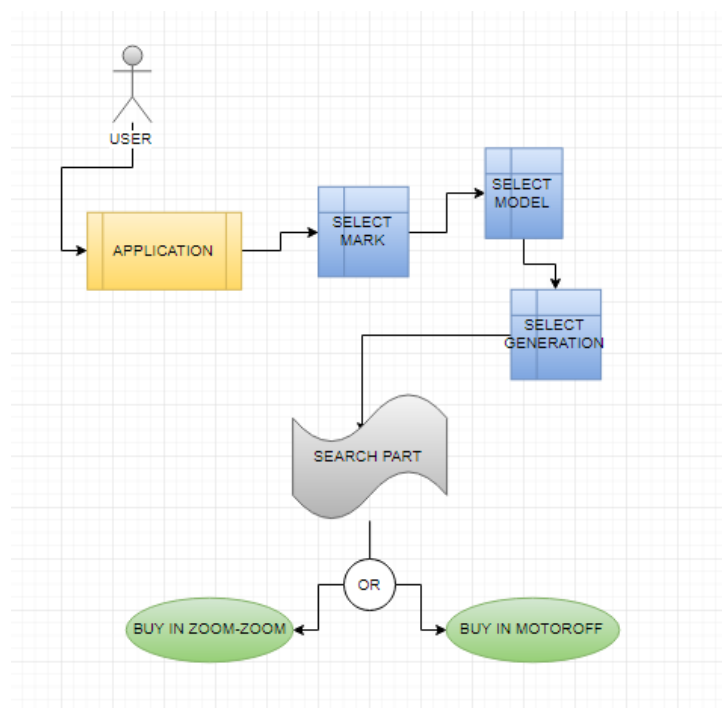 USER
APPLICATION
SELECT
MARK
SELECT
MODEL
SELECT
GENERATION
SEARCH PART
OR
BUY IN ZOOM-ZOOM
BUY IN MOTOROFF